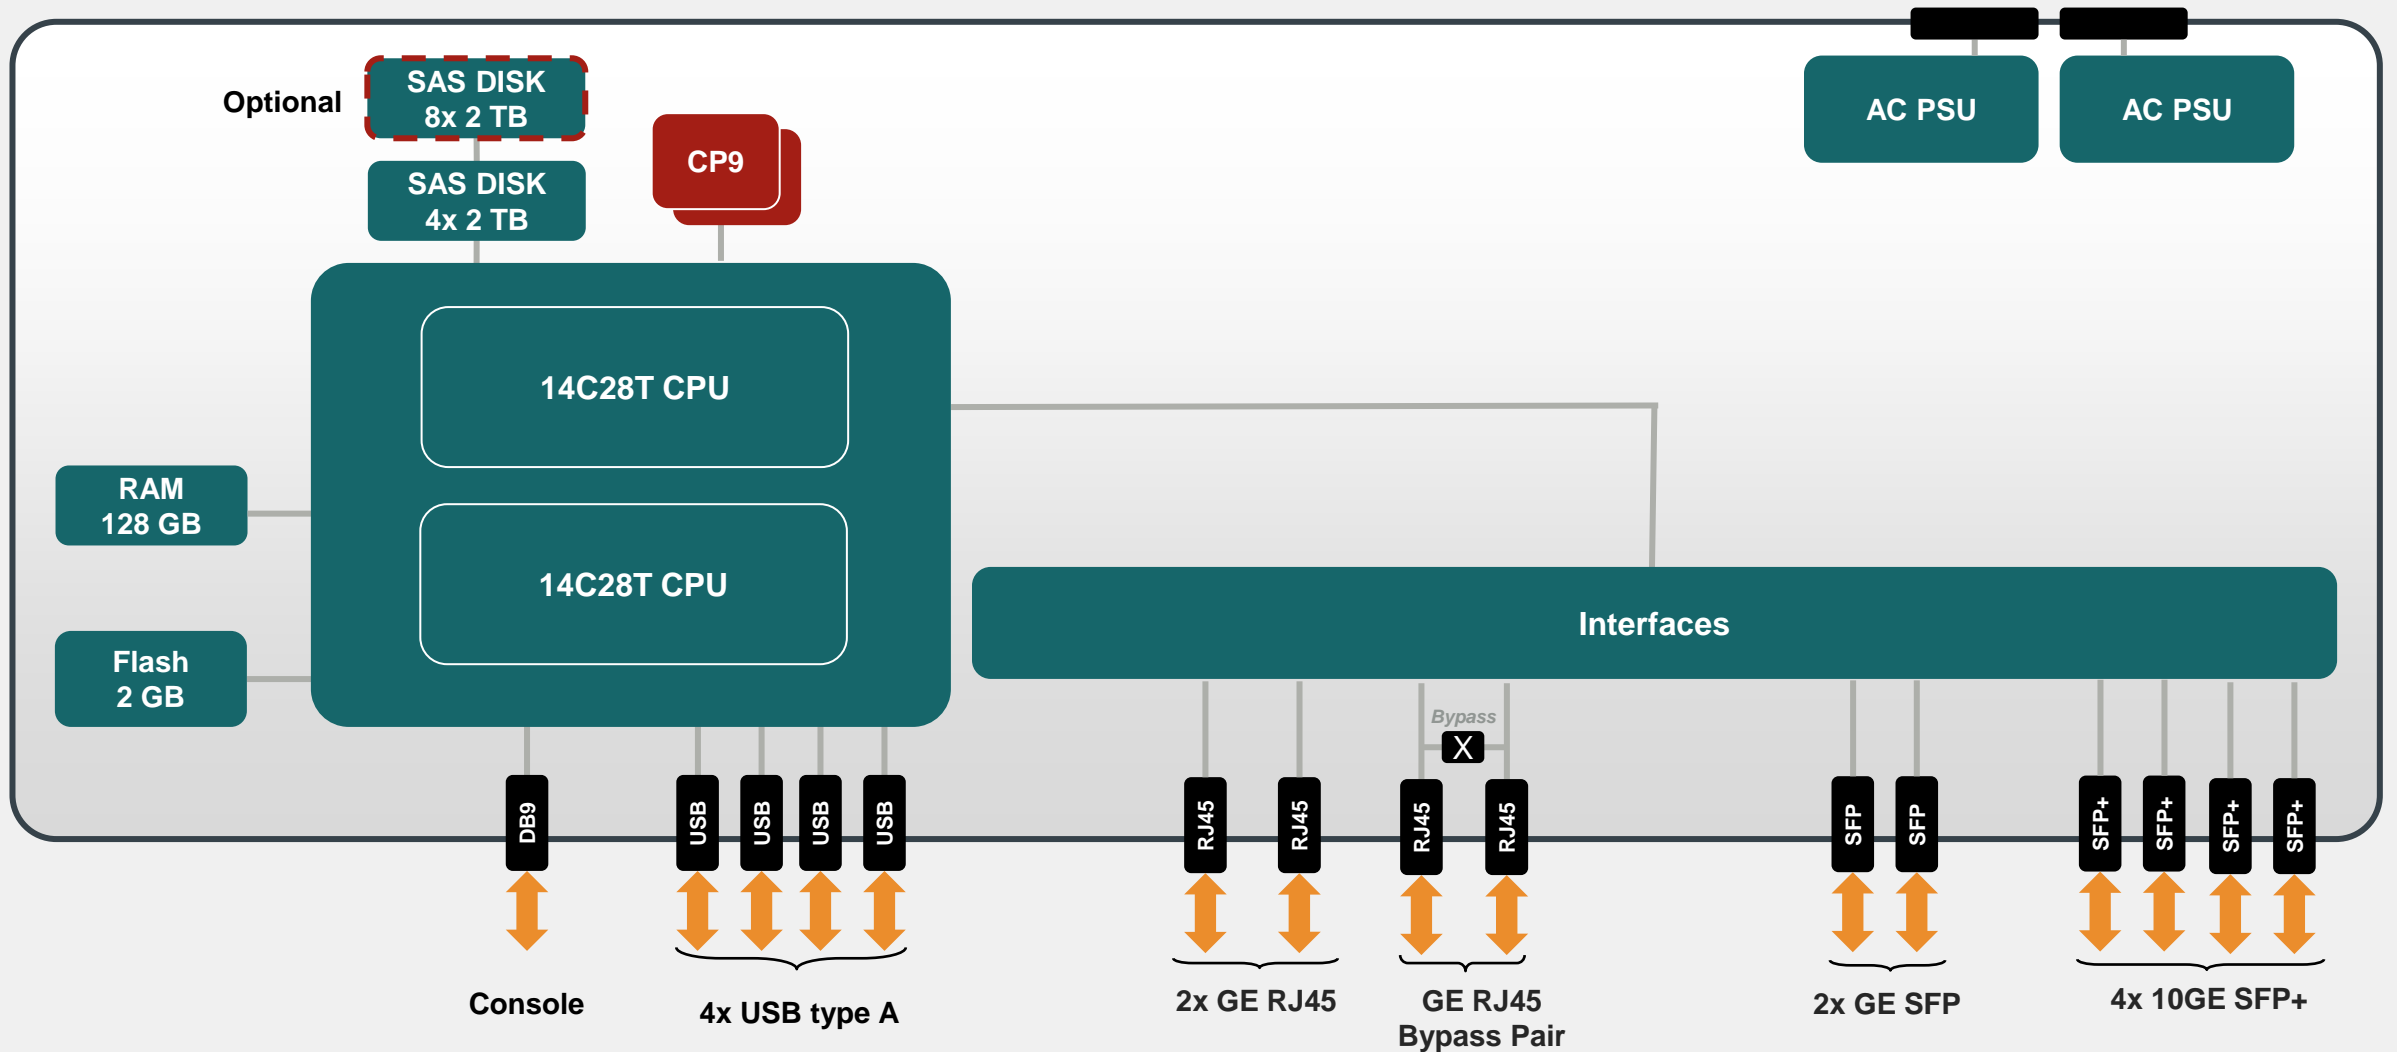 Optional
SAS DISK
8x 2 TB
SAS DISK
4x 2 TB
CP9
AC PSU
AC PSU
14C28T CPU
14C28T CPU
RAM
128 GB
Flash
2 GB
Interfaces
Bypass
X
DB9
USB
USB
USB
USB
RJ45
RJ45
RJ45
RJ45
SFP
SFP
SFP+
SFP+
SFP+
SFP+
Console
4x USB type A
2x GE RJ45
GE RJ45
Bypass Pair
2x GE SFP
4x 10GE SFP+